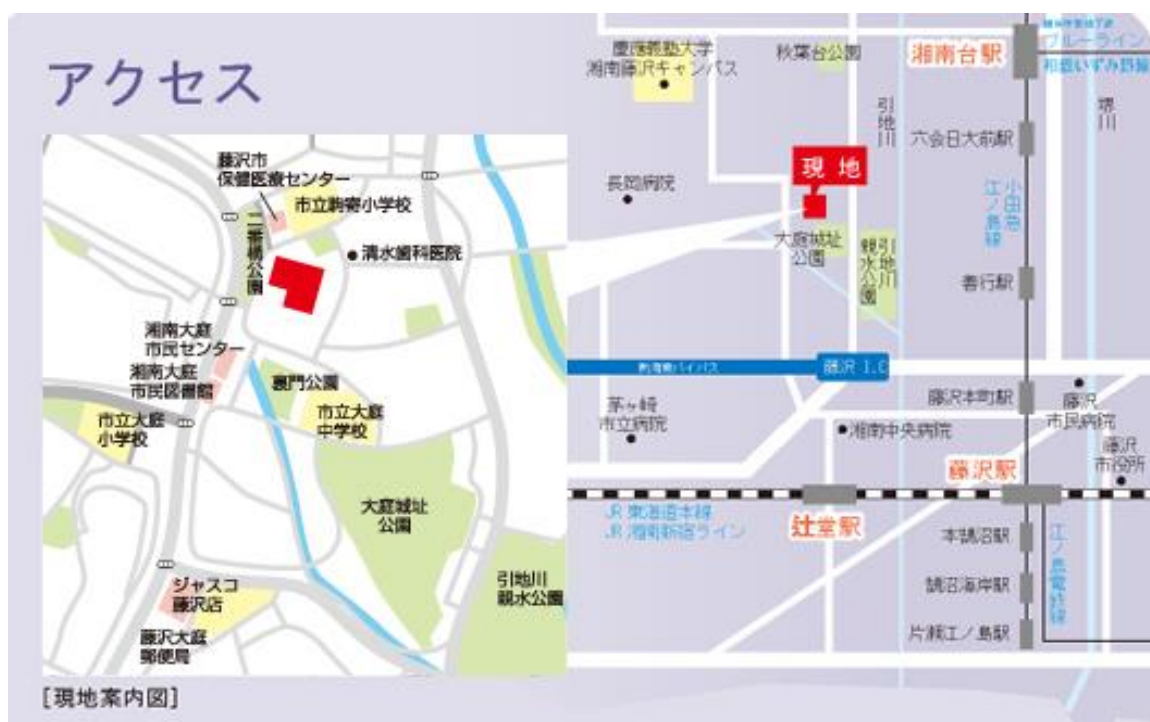 アクセス
藤沢市
保健医療センター
市立駒寄小学校
二番橋公園
清水歯科医院
湘南大庭
市民センター
湘南大庭
市民図書館
裏門公園
市立大庭
小学校
市立大庭
中学校
大庭城址
公園
ジャスコ
藤沢店
引地川
親水公園
藤沢大庭
郵便局
[現地案内図]
慶應義塾大学
湘南藤沢キャンパス
秋葉台公園
湘南台駅
ブルーライン
相鉄いずみ野線
引地川
境川
六会日大前駅
現地
長岡病院
小田急
江ノ島線
大庭城址
公園
引地川
親水公園
善行駅
新湘南バイパス
藤沢 I.C
茅ヶ崎
市立病院
藤沢本町駅
藤沢
市民病院
湘南中央病院
藤沢
市役所
藤沢駅
辻堂駅
JR 東海道本線
JR 湘南新宿ライン
本鵠沼駅
江ノ島電鉄線
鵠沼海岸駅
片瀬江ノ島駅